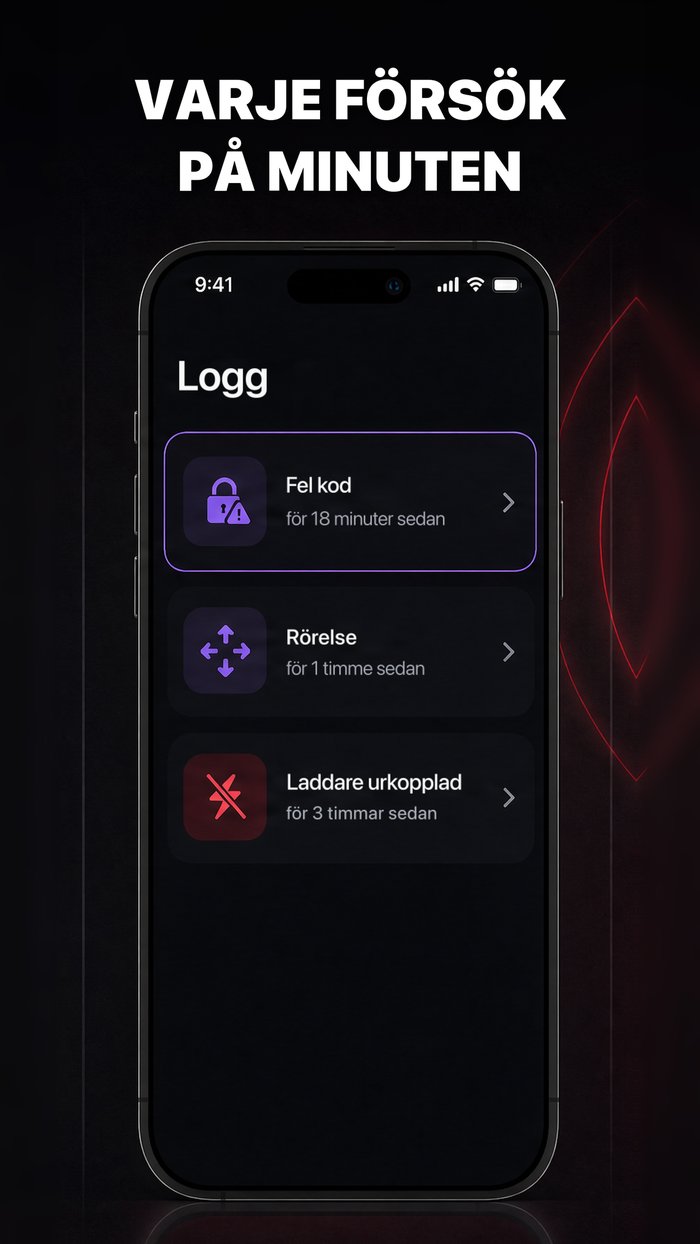 VARJE FÖRSÖK
PÅ MINUTEN
9:41
Logg
Fel kod
för 18 minuter sedan
Rörelse
för 1 timme sedan
Laddare urkopplad
för 3 timmar sedan